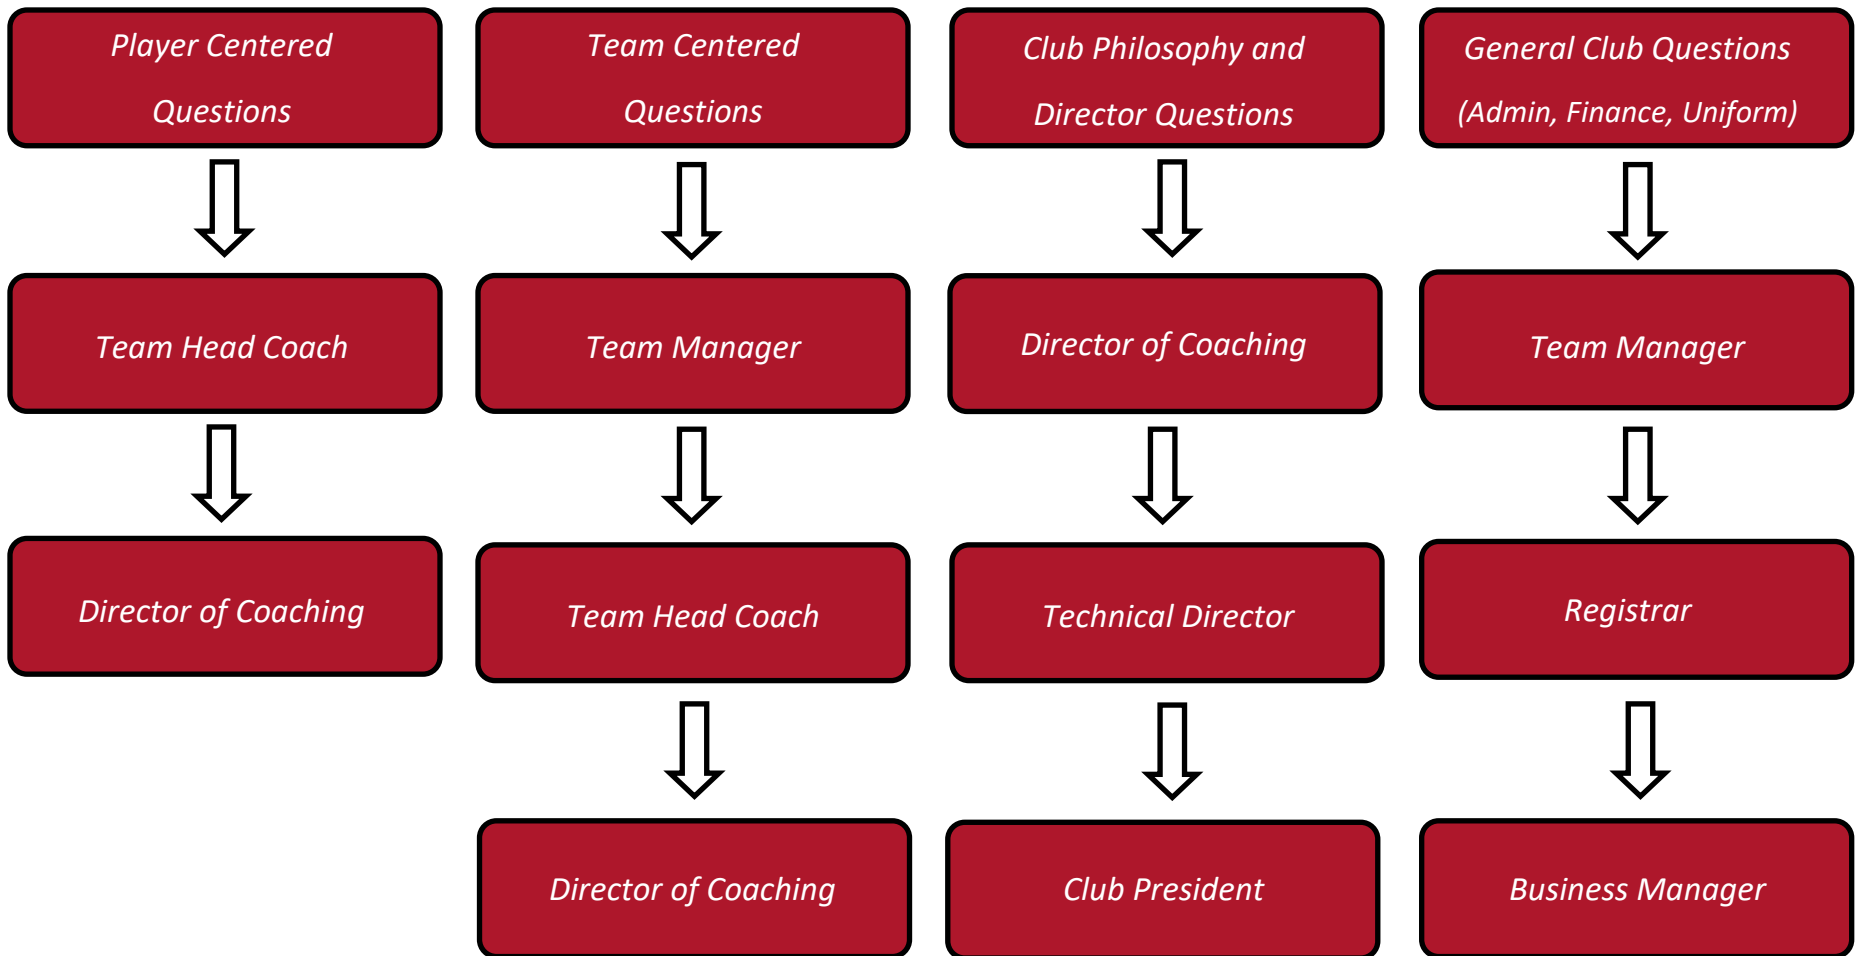 Player Centered
Questions
Team Centered
Questions
Club Philosophy and
Director Questions
General Club Questions
(Admin, Finance, Uniform)
Team Head Coach
Team Manager
Director of Coaching
Team Manager
Director of Coaching
Team Head Coach
Technical Director
Registrar
Director of Coaching
Club President
Business Manager